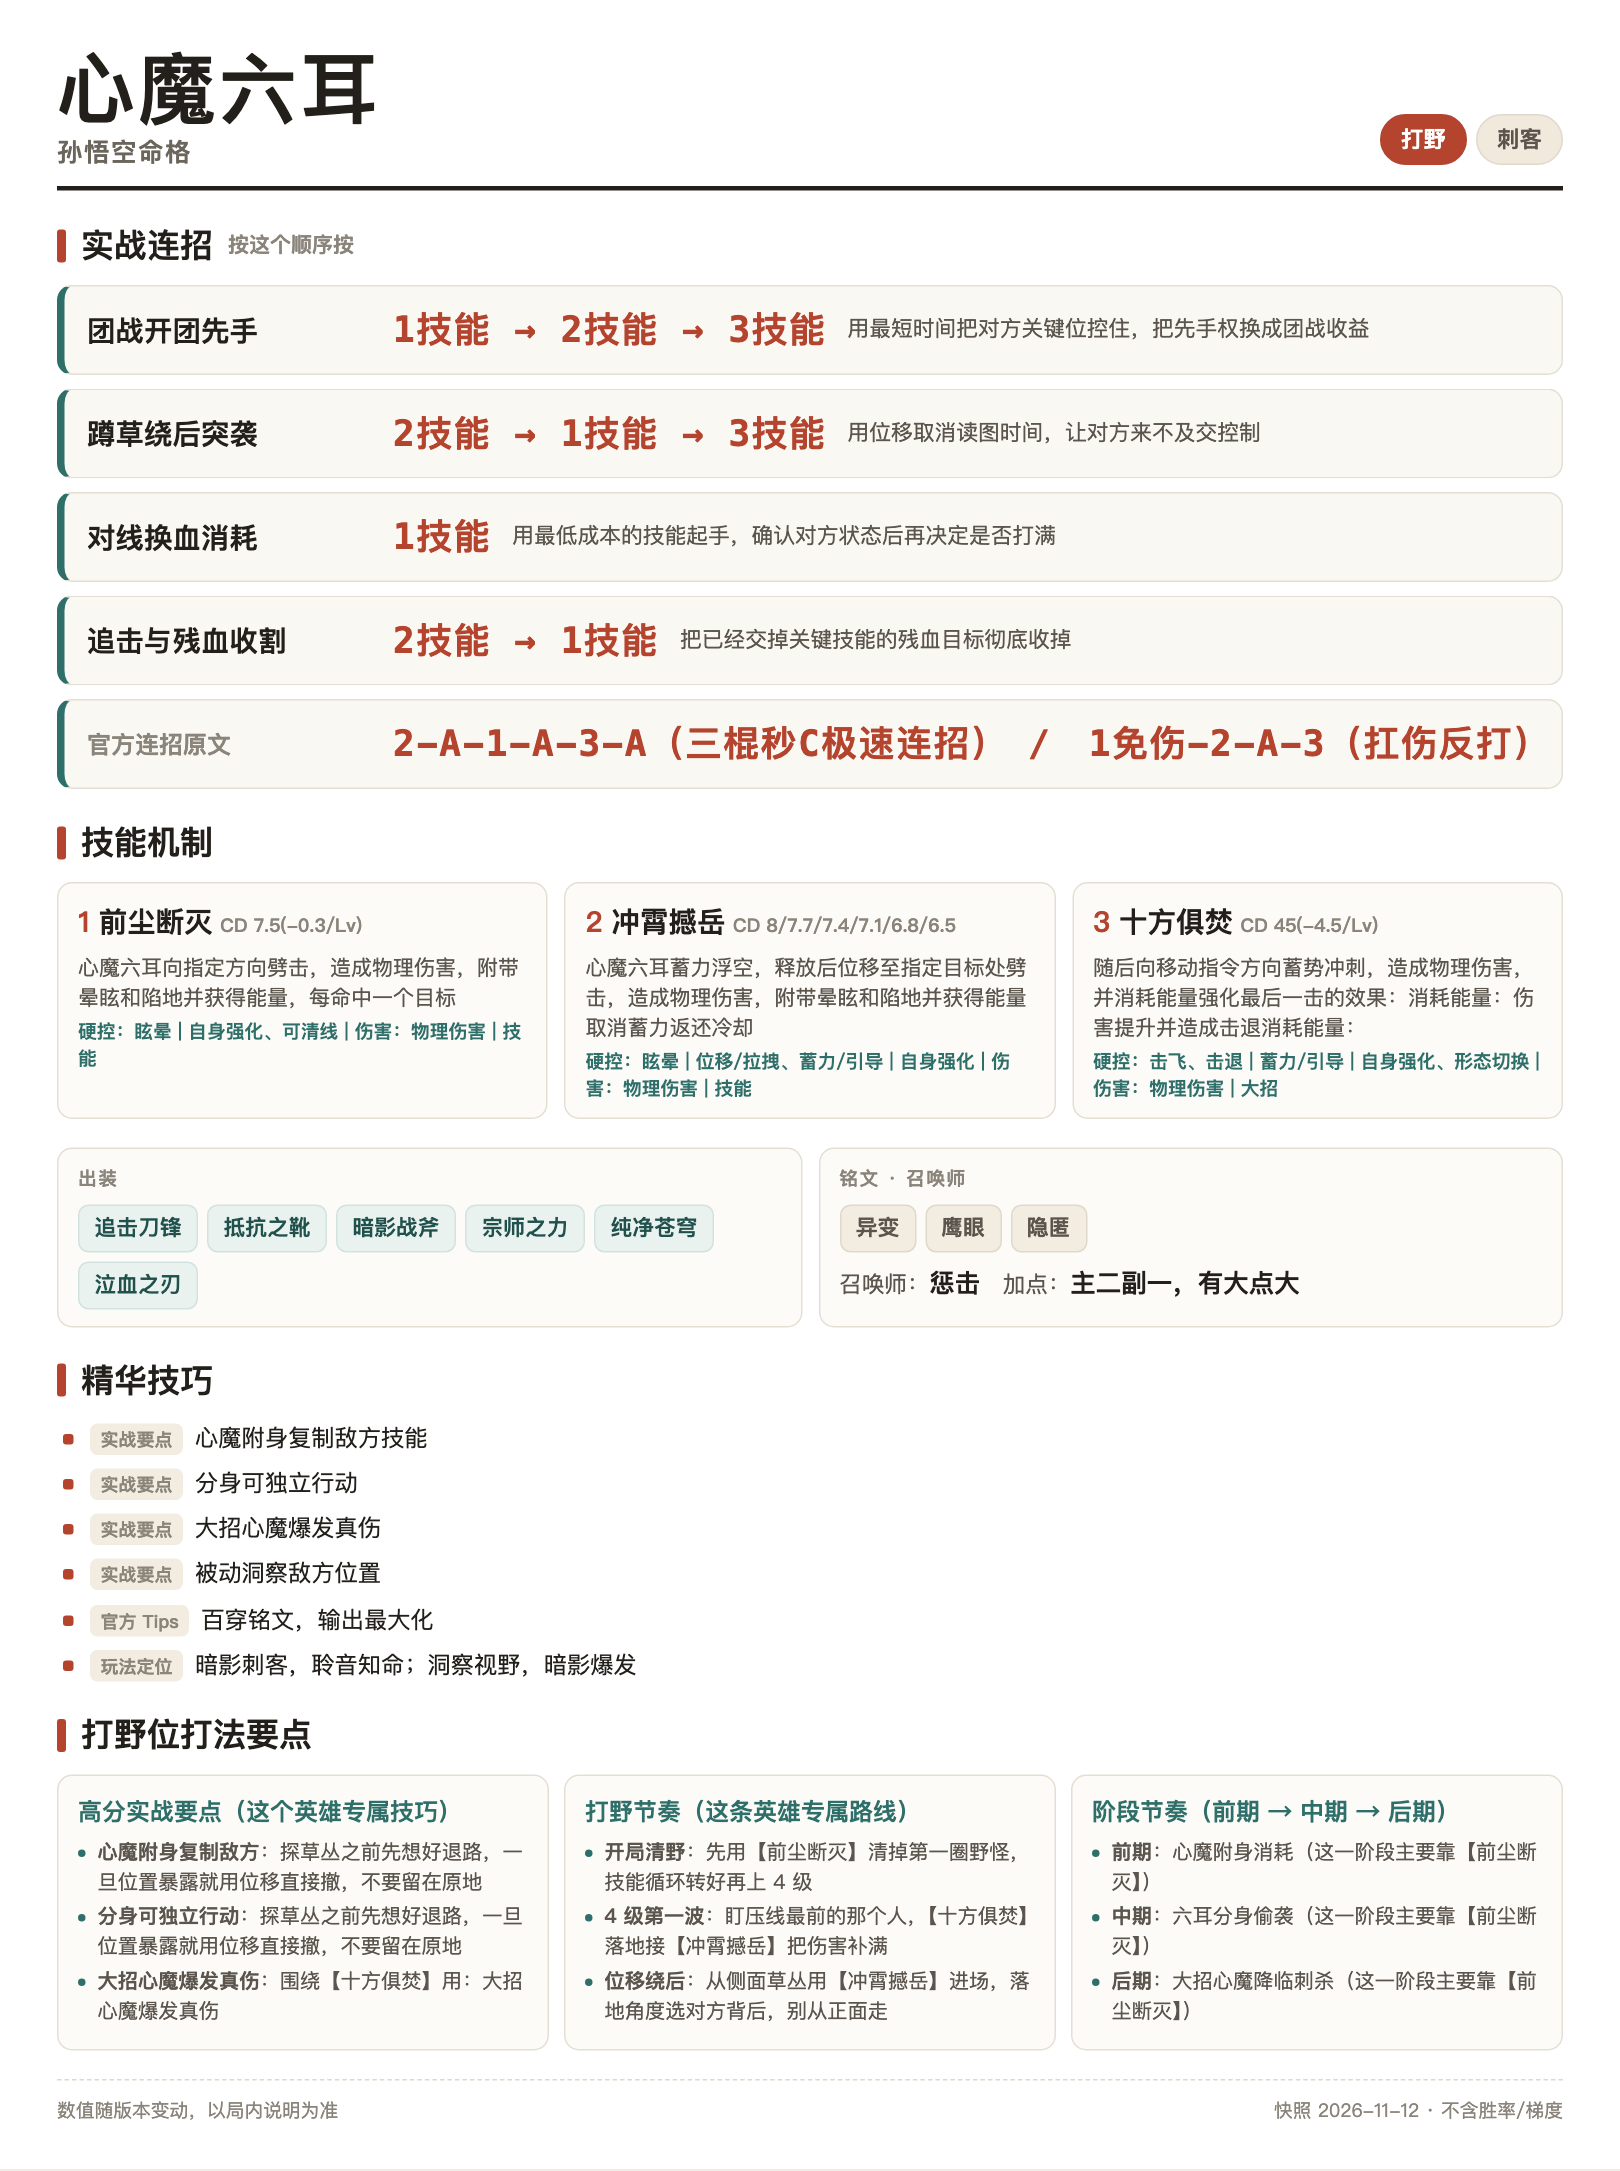 心魔六耳
孙悟空命格
打野 刺客
实战连招 按这个顺序按
团战开团先手 1技能 → 2技能 → 3技能 用最短时间把对方关键位控住，把先手权换成团战收益
蹲草绕后突袭 2技能 → 1技能 → 3技能 用位移取消读图时间，让对方来不及交控制
对线换血消耗 1技能 用最低成本的技能起手，确认对方状态后再决定是否打满
追击与残血收割 2技能 → 1技能 把已经交掉关键技能的残血目标彻底收掉
官方连招原文 2-A-1-A-3-A（三棍秒C极速连招） / 1免伤-2-A-3（扛伤反打）
技能机制
1 前尘断灭 CD 7.5(-0.3/Lv)
心魔六耳向指定方向劈击，造成物理伤害，附带
晕眩和陷地并获得能量，每命中一个目标
硬控：眩晕 | 自身强化、可清线 | 伤害：物理伤害 | 技
能
2 冲霄撼岳 CD 8/7.7/7.4/7.1/6.8/6.5
心魔六耳蓄力浮空，释放后位移至指定目标处劈
击，造成物理伤害，附带晕眩和陷地并获得能量
取消蓄力返还冷却
硬控：眩晕 | 位移/拉拽、蓄力/引导 | 自身强化 | 伤
害：物理伤害 | 技能
3 十方俱焚 CD 45(-4.5/Lv)
随后向移动指令方向蓄势冲刺，造成物理伤害，
并消耗能量强化最后一击的效果：消耗能量：伤
害提升并造成击退消耗能量：
硬控：击飞、击退 | 蓄力/引导 | 自身强化、形态切换 |
伤害：物理伤害 | 大招
出装
追击刀锋 抵抗之靴 暗影战斧 宗师之力 纯净苍穹
泣血之刃
铭文 · 召唤师
异变 鹰眼 隐匿
召唤师：惩击 加点：主二副一，有大点大
精华技巧
实战要点 心魔附身复制敌方技能
实战要点 分身可独立行动
实战要点 大招心魔爆发真伤
实战要点 被动洞察敌方位置
官方 Tips 百穿铭文，输出最大化
玩法定位 暗影刺客，聆音知命；洞察视野，暗影爆发
打野位打法要点
高分实战要点（这个英雄专属技巧）
心魔附身复制敌方：探草丛之前先想好退路，一
旦位置暴露就用位移直接撤，不要留在原地
分身可独立行动：探草丛之前先想好退路，一旦
位置暴露就用位移直接撤，不要留在原地
大招心魔爆发真伤：围绕【十方俱焚】用：大招
心魔爆发真伤
打野节奏（这条英雄专属路线）
开局清野：先用【前尘断灭】清掉第一圈野怪，
技能循环转好再上 4 级
4 级第一波：盯压线最前的那个人，【十方俱焚】
落地接【冲霄撼岳】把伤害补满
位移绕后：从侧面草丛用【冲霄撼岳】进场，落
地角度选对方背后，别从正面走
阶段节奏（前期 → 中期 → 后期）
前期：心魔附身消耗（这一阶段主要靠【前尘断
灭】）
中期：六耳分身偷袭（这一阶段主要靠【前尘断
灭】）
后期：大招心魔降临刺杀（这一阶段主要靠【前
尘断灭】）
数值随版本变动，以局内说明为准
快照 2026-11-12 · 不含胜率/梯度